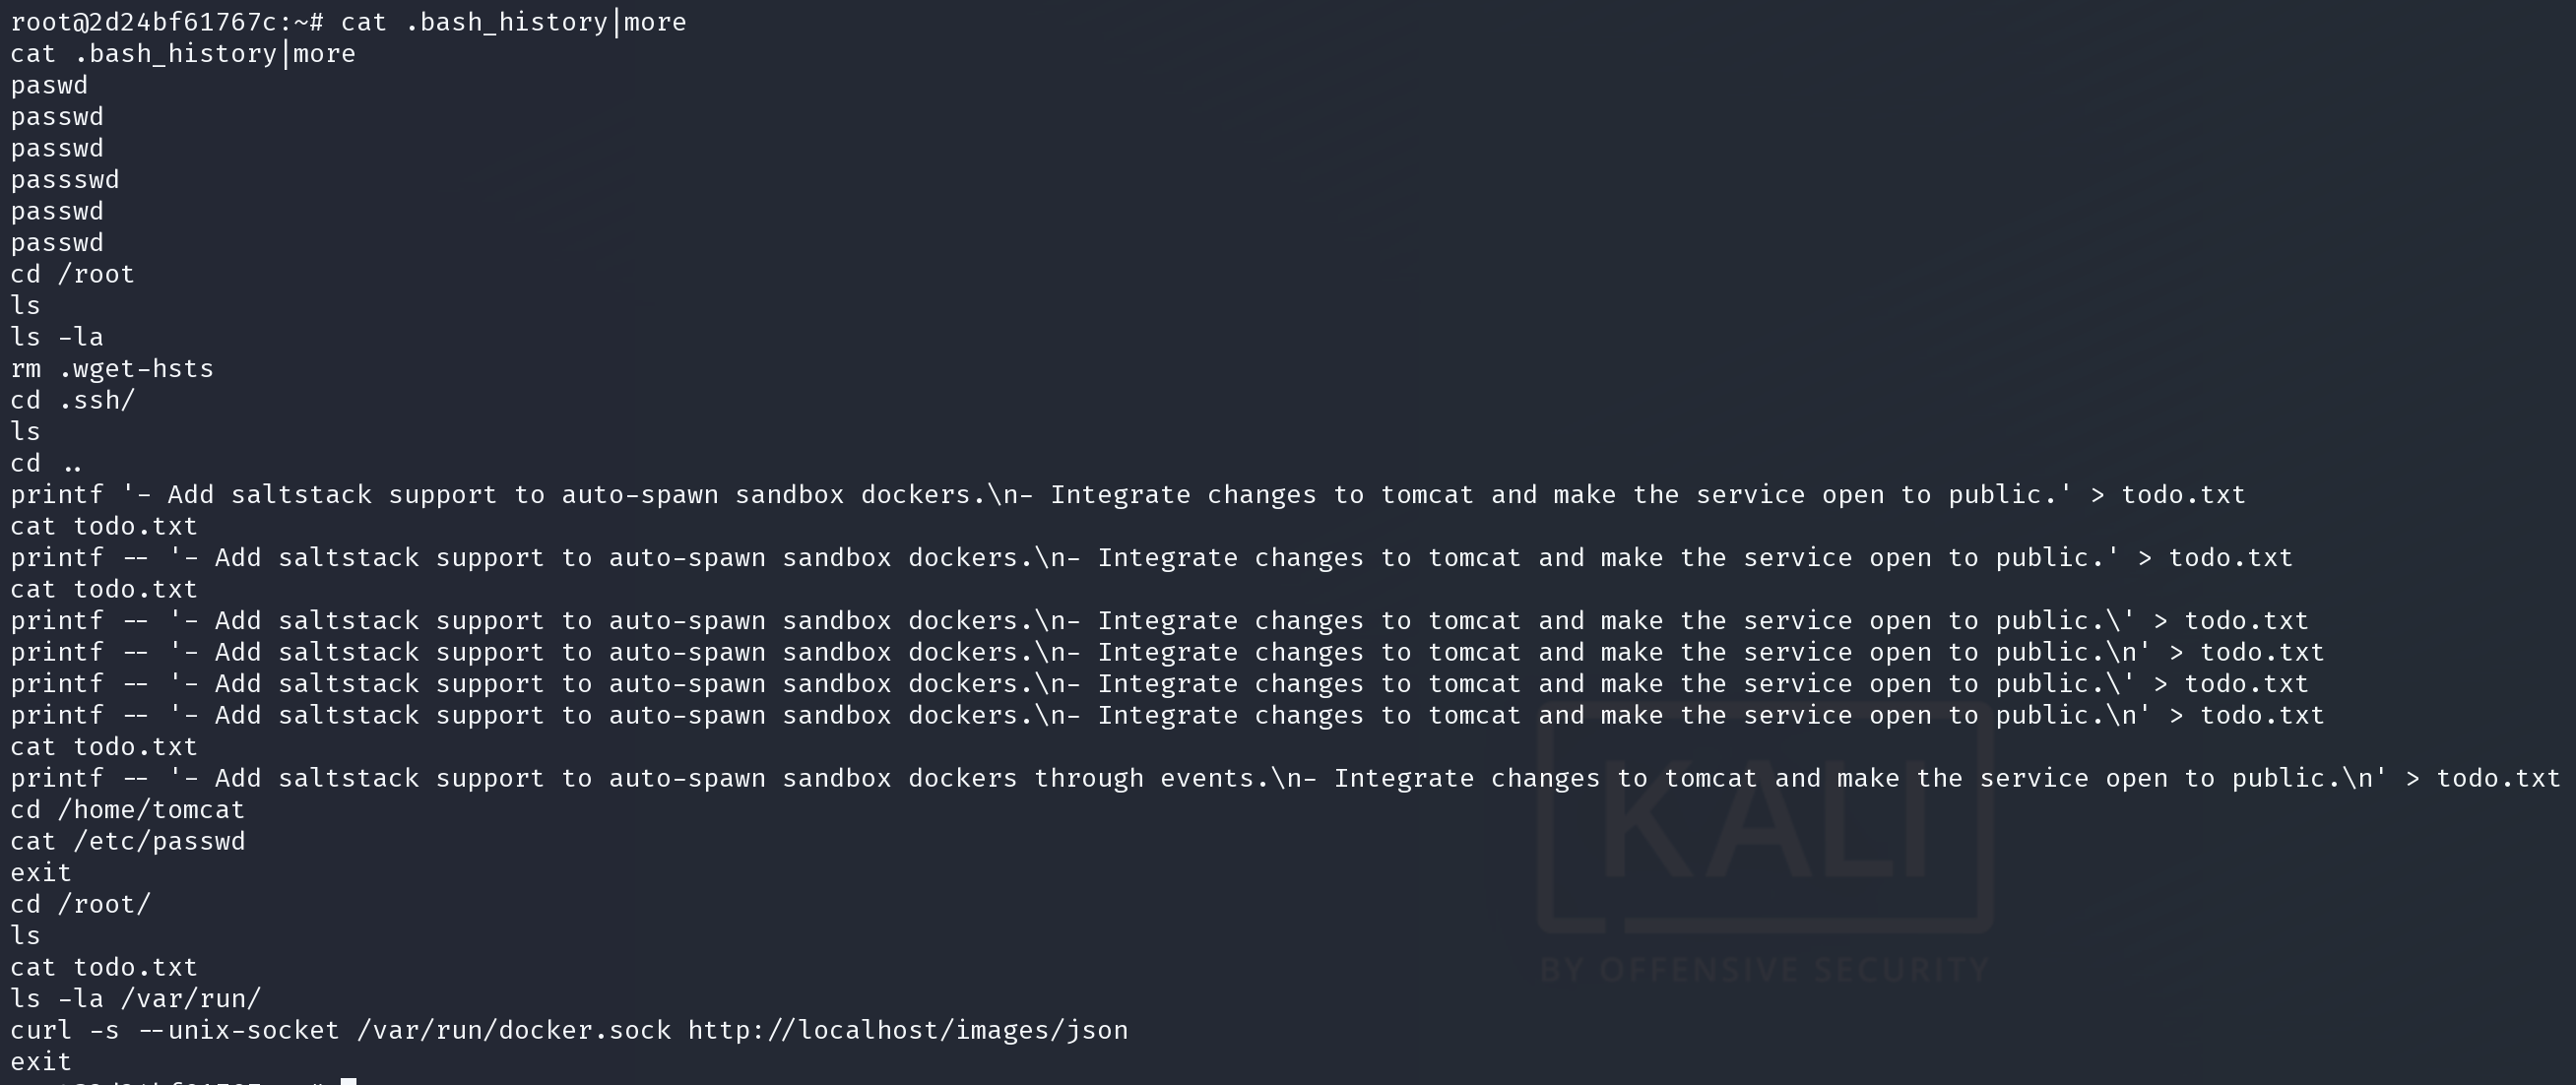 root@2d24bf61767c:~# cat .bash_history|more
cat .bash_history|more
paswd
passwd
passwd
passswd
passwd
passwd
cd /root
ls
ls -la
rm .wget-hsts
cd .ssh/
ls
cd ..
printf '- Add saltstack support to auto-spawn sandbox dockers.\n- Integrate changes to tomcat and make the service open to public.' > todo.txt
cat todo.txt
printf -- '- Add saltstack support to auto-spawn sandbox dockers.\n- Integrate changes to tomcat and make the service open to public.' > todo.txt
cat todo.txt
printf -- '- Add saltstack support to auto-spawn sandbox dockers.\n- Integrate changes to tomcat and make the service open to public.\' > todo.txt
printf -- '- Add saltstack support to auto-spawn sandbox dockers.\n- Integrate changes to tomcat and make the service open to public.\n' > todo.txt
printf -- '- Add saltstack support to auto-spawn sandbox dockers.\n- Integrate changes to tomcat and make the service open to public.\' > todo.txt
printf -- '- Add saltstack support to auto-spawn sandbox dockers.\n- Integrate changes to tomcat and make the service open to public.\n' > todo.txt
cat todo.txt
printf -- '- Add saltstack support to auto-spawn sandbox dockers through events.\n- Integrate changes to tomcat and make the service open to public.\n' > todo.txt
cd /home/tomcat
cat /etc/passwd
exit
cd /root/
ls
cat todo.txt
ls -la /var/run/
curl -s --unix-socket /var/run/docker.sock http://localhost/images/json
exit
KALI
BY OFFENSIVE SECURITY